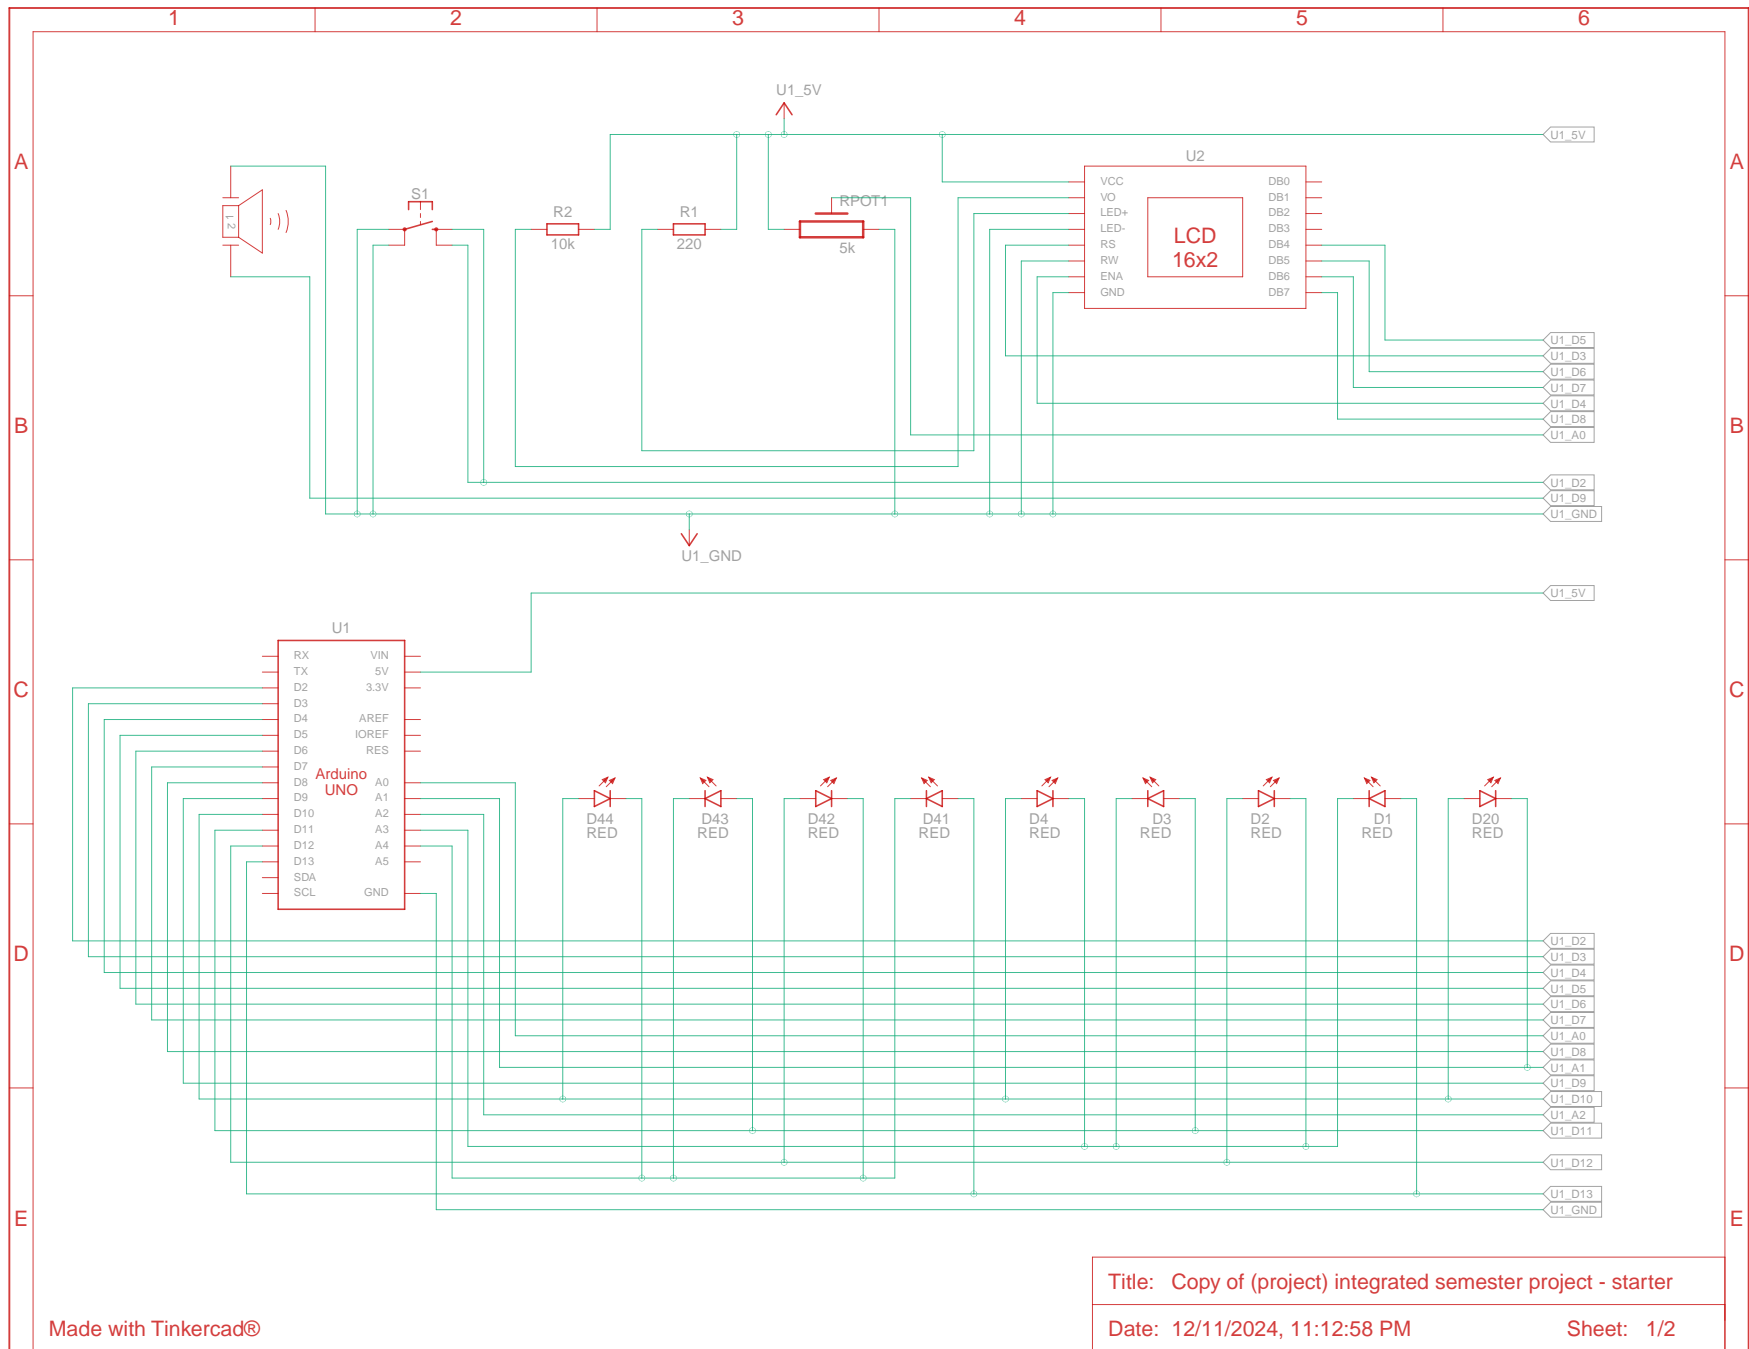 1 2 3 4 5 6
U1_5V
U1_5V
A A
U2
S1
RPOT1
R2 R1
10k 220 5k
1 2
VCC DB0
VO DB1
LED+ DB2
LED- DB3
RS DB4
RW DB5
ENA DB6
GND DB7
LCD
16x2
U1_D5
U1_D3
U1_D6
U1_D7
U1_D4
U1_D8
U1_A0
B B
U1_D2
U1_D9
U1_GND
U1_GND
U1_5V
U1
RX VIN
TX 5V
D2 3.3V
D3
D4 AREF
D5 IOREF
D6 RES
D7
D8 A0
D9 A1
D10 A2
D11 A3
D12 A4
D13 A5
SDA
SCL GND
Arduino
UNO
C C
D44 D43 D42 D41 D4 D3 D2 D1 D20
RED RED RED RED RED RED RED RED RED
D D
U1_D2
U1_D3
U1_D4
U1_D5
U1_D6
U1_D7
U1_A0
U1_D8
U1_A1
U1_D9
U1_D10
U1_A2
U1_D11
U1_D12
U1_D13
U1_GND
E E
Title: Copy of (project) integrated semester project - starter
Made with Tinkercad®
Date: 12/11/2024, 11:12:58 PM Sheet: 1/2